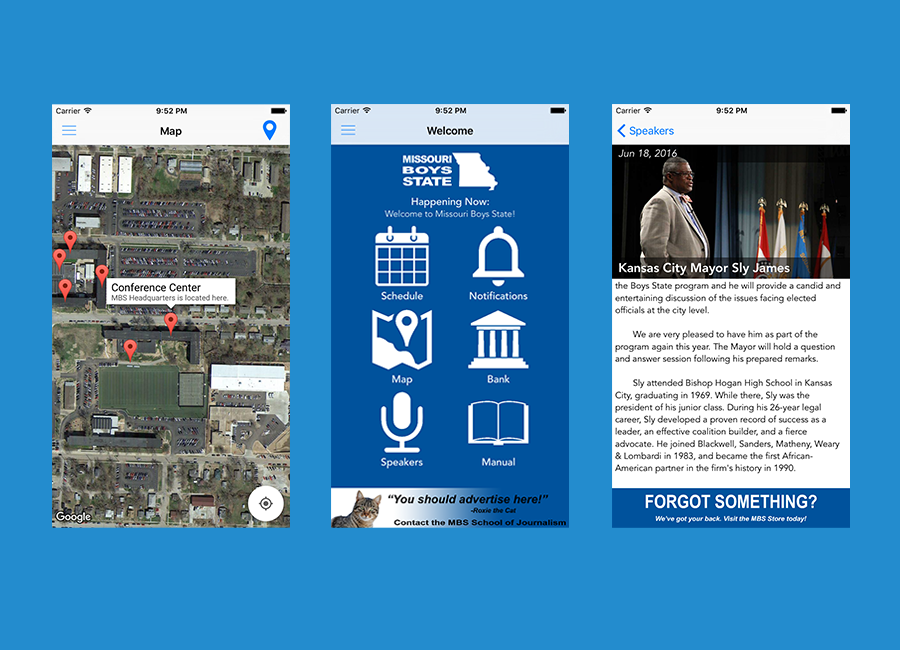 Carrier 9:52 PM
Map
Conference Center
MBS Headquarters is located here.
Google
Carrier 9:52 PM
Welcome
MISSOURI
BOYS
STATE
Happening Now:
Welcome to Missouri Boys State!
Schedule Notifications
Map Bank
Speakers Manual
“You should advertise here!”
-Roxie the Cat
Contact the MBS School of Journalism
Carrier 9:52 PM
Speakers
Jun 18, 2016
Kansas City Mayor Sly James
the Boys State program and he will provide a candid and
entertaining discussion of the issues facing elected
officials at the city level.
We are very pleased to have him as part of the
program again this year. The Mayor will hold a question
and answer session following his prepared remarks.
Sly attended Bishop Hogan High School in Kansas
City, graduating in 1969. While there, Sly was the
president of his junior class. During his 26-year legal
career, Sly developed a proven record of success as a
leader, an effective coalition builder, and a fierce
advocate. He joined Blackwell, Sanders, Matheny, Weary
& Lombardi in 1983, and became the first African-
American partner in the firm's history in 1990.
FORGOT SOMETHING?
We've got your back. Visit the MBS Store today!